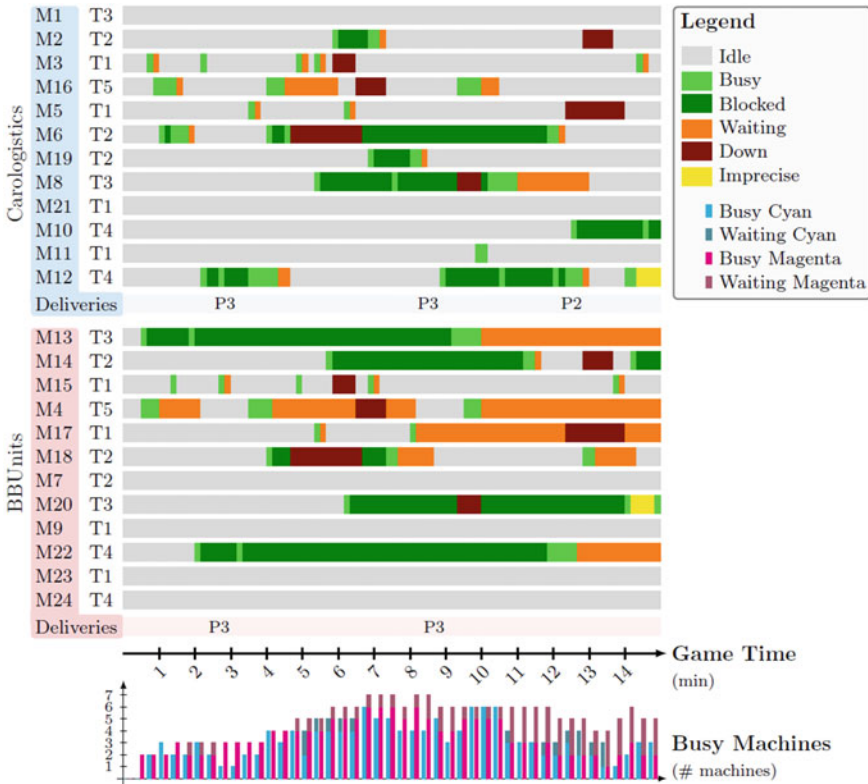 M1 T3
M2 T2
M3 T1
M16 T5
M5 T1
M6 T2
M19 T2
M8 T3
M21 T1
M10 T4
M11 T1
M12 T4
Carologistics
Deliveries P3 P3 P2
Legend
Idle
Busy
Blocked
Waiting
Down
Imprecise
Busy Cyan
Waiting Cyan
Busy Magenta
Waiting Magenta
M13 T3
M14 T2
M15 T1
M4 T5
M17 T1
M18 T2
M7 T2
M20 T3
M9 T1
M22 T4
M23 T1
M24 T4
BBUnits
Deliveries P3 P3
1 2 3 4 5 6 7 8 9 10 11 12 13 14
Game Time
(min)
7
6
5
4
3
2
1
Busy Machines
(# machines)